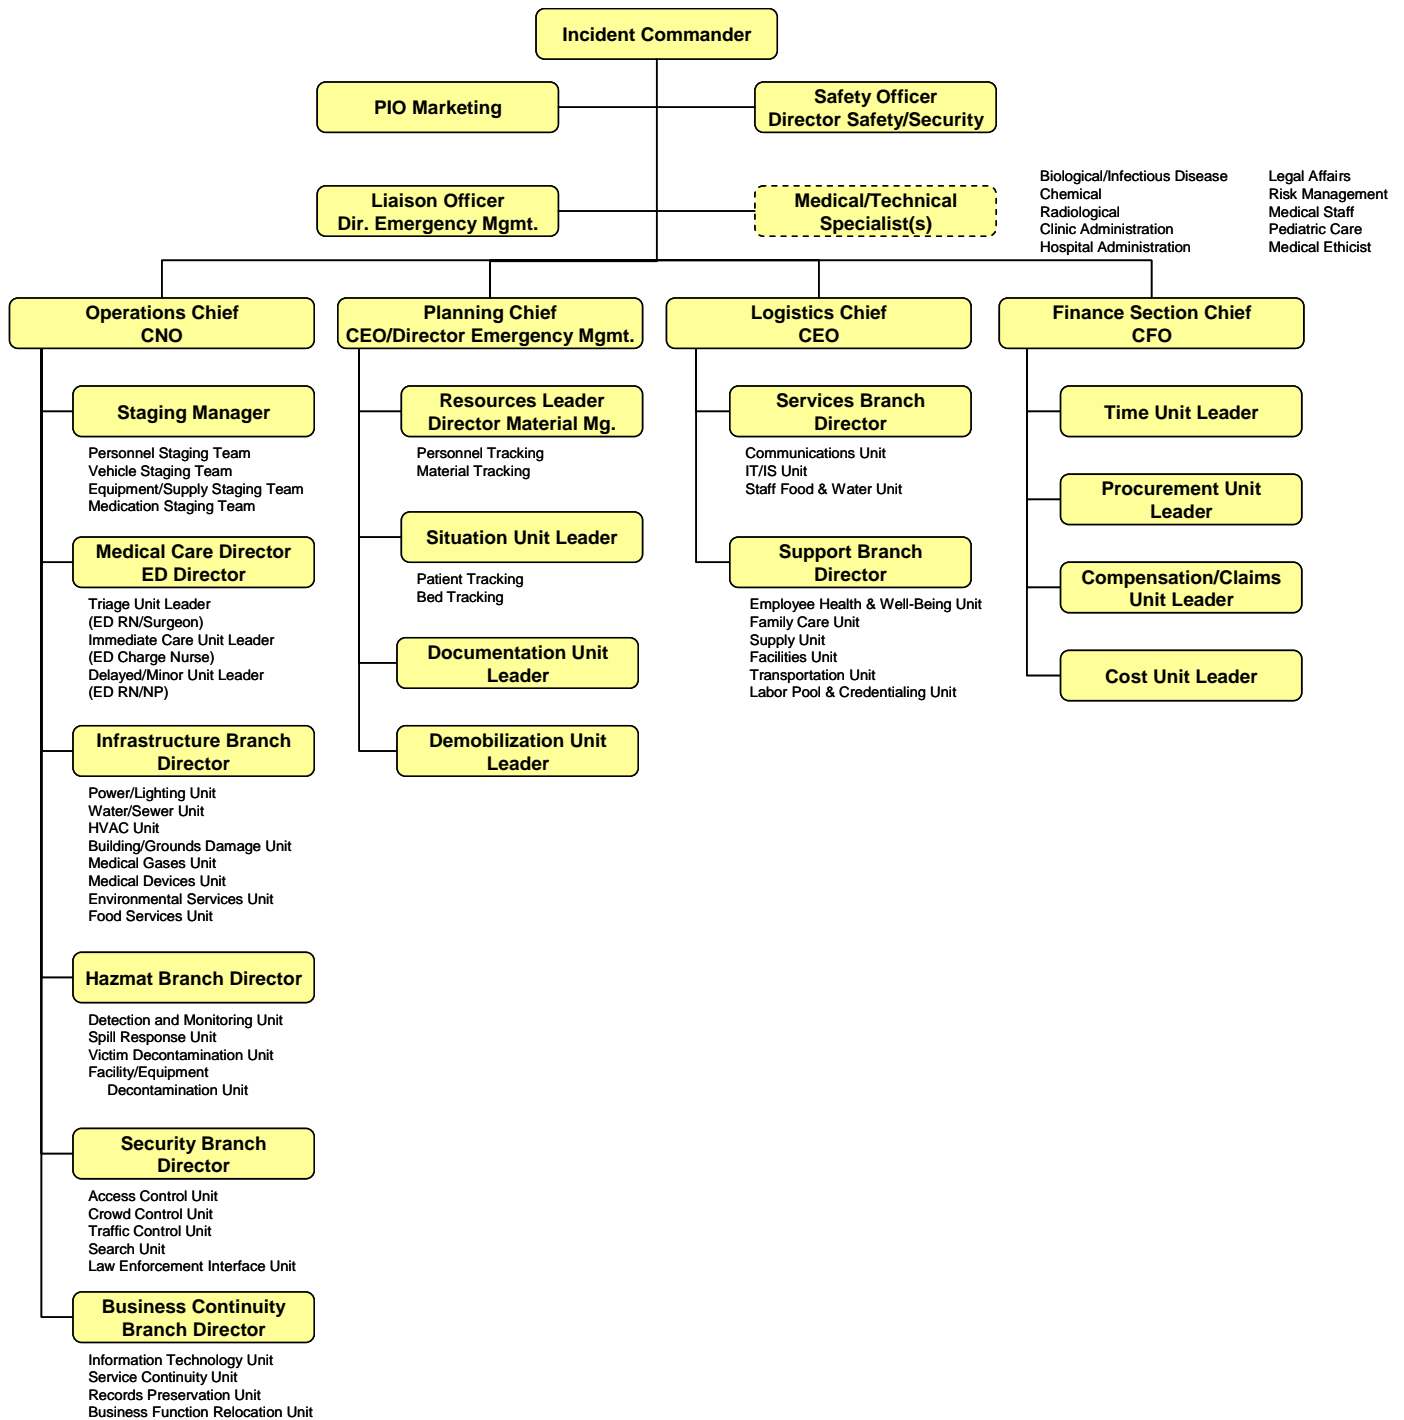 Incident Commander
PIO Marketing
Safety Officer
Director Safety/Security
Liaison Officer
Dir. Emergency Mgmt.
Medical/Technical
Specialist(s)
Biological/Infectious Disease
Chemical
Radiological
Clinic Administration
Hospital Administration
Legal Affairs
Risk Management
Medical Staff
Pediatric Care
Medical Ethicist
Operations Chief
CNO
Staging Manager
Personnel Staging Team
Vehicle Staging Team
Equipment/Supply Staging Team
Medication Staging Team
Medical Care Director
ED Director
Triage Unit Leader
(ED RN/Surgeon)
Immediate Care Unit Leader
(ED Charge Nurse)
Delayed/Minor Unit Leader
(ED RN/NP)
Infrastructure Branch
Director
Power/Lighting Unit
Water/Sewer Unit
HVAC Unit
Building/Grounds Damage Unit
Medical Gases Unit
Medical Devices Unit
Environmental Services Unit
Food Services Unit
Hazmat Branch Director
Detection and Monitoring Unit
Spill Response Unit
Victim Decontamination Unit
Facility/Equipment
Decontamination Unit
Security Branch
Director
Access Control Unit
Crowd Control Unit
Traffic Control Unit
Search Unit
Law Enforcement Interface Unit
Business Continuity
Branch Director
Information Technology Unit
Service Continuity Unit
Records Preservation Unit
Business Function Relocation Unit
Planning Chief
CEO/Director Emergency Mgmt.
Resources Leader
Director Material Mg.
Personnel Tracking
Material Tracking
Situation Unit Leader
Patient Tracking
Bed Tracking
Documentation Unit
Leader
Demobilization Unit
Leader
Logistics Chief
CEO
Services Branch
Director
Communications Unit
IT/IS Unit
Staff Food & Water Unit
Support Branch
Director
Employee Health & Well-Being Unit
Family Care Unit
Supply Unit
Facilities Unit
Transportation Unit
Labor Pool & Credentialing Unit
Finance Section Chief
CFO
Time Unit Leader
Procurement Unit
Leader
Compensation/Claims
Unit Leader
Cost Unit Leader